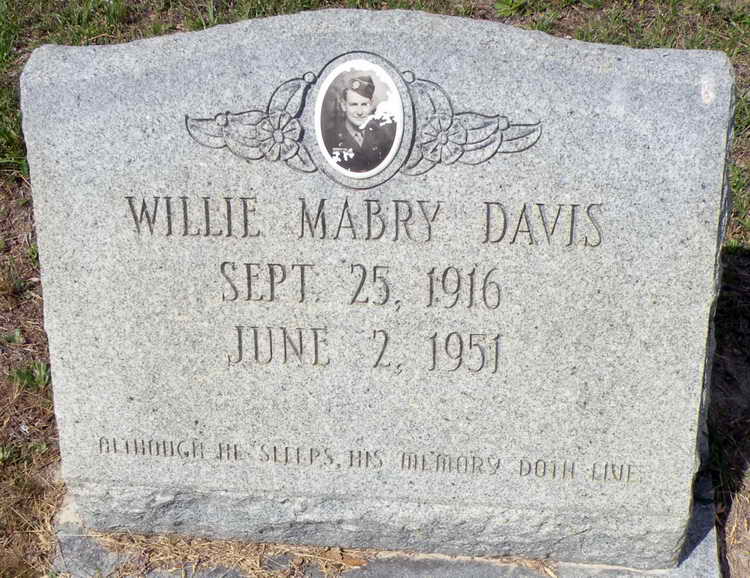 WILLIE MABRY DAVIS
SEPT. 25, 1916
JUNE 2, 1951
ALTHOUGH HE SLEEPS, HIS MEMORY DOTH LIVE.